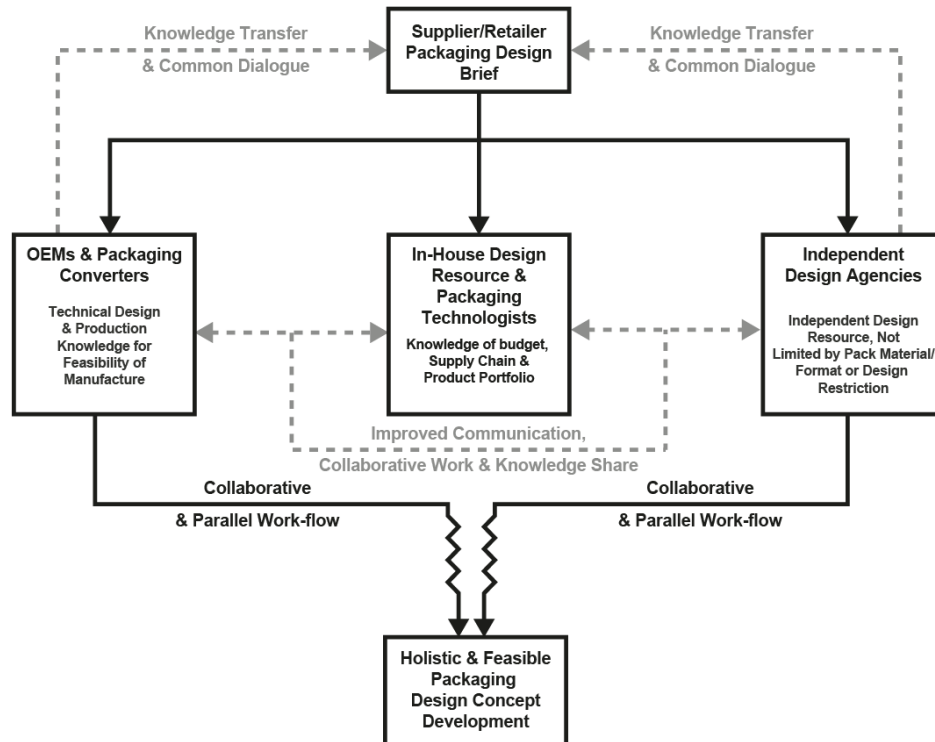 Knowledge Transfer
& Common Dialogue
Supplier/Retailer
Packaging Design
Brief
Knowledge Transfer
& Common Dialogue
OEMs & Packaging
Converters
Technical Design
& Production
Knowledge for
Feasibility of
Manufacture
In-House Design
Resource &
Packaging
Technologists
Knowledge of budget,
Supply Chain &
Product Portfolio
Independent
Design Agencies
Independent Design
Resource, Not
Limited by Pack Material/
Format or Design
Restriction
Improved Communication,
Collaborative Work & Knowledge Share
Collaborative
& Parallel Work-flow
Collaborative
& Parallel Work-flow
Holistic & Feasible
Packaging
Design Concept
Development